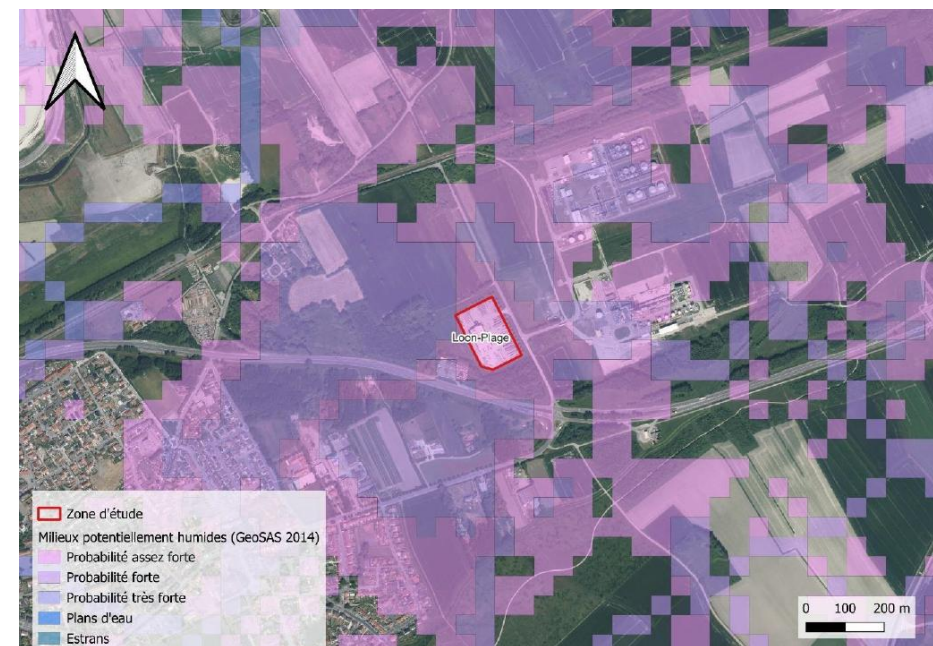 Loon-Plage
Zone d'étude
Milieux potentiellement humides (GeoSAS 2014)
Probabilité assez forte
Probabilité forte
Probabilité très forte
Plans d'eau
Estrans
0 100 200 m